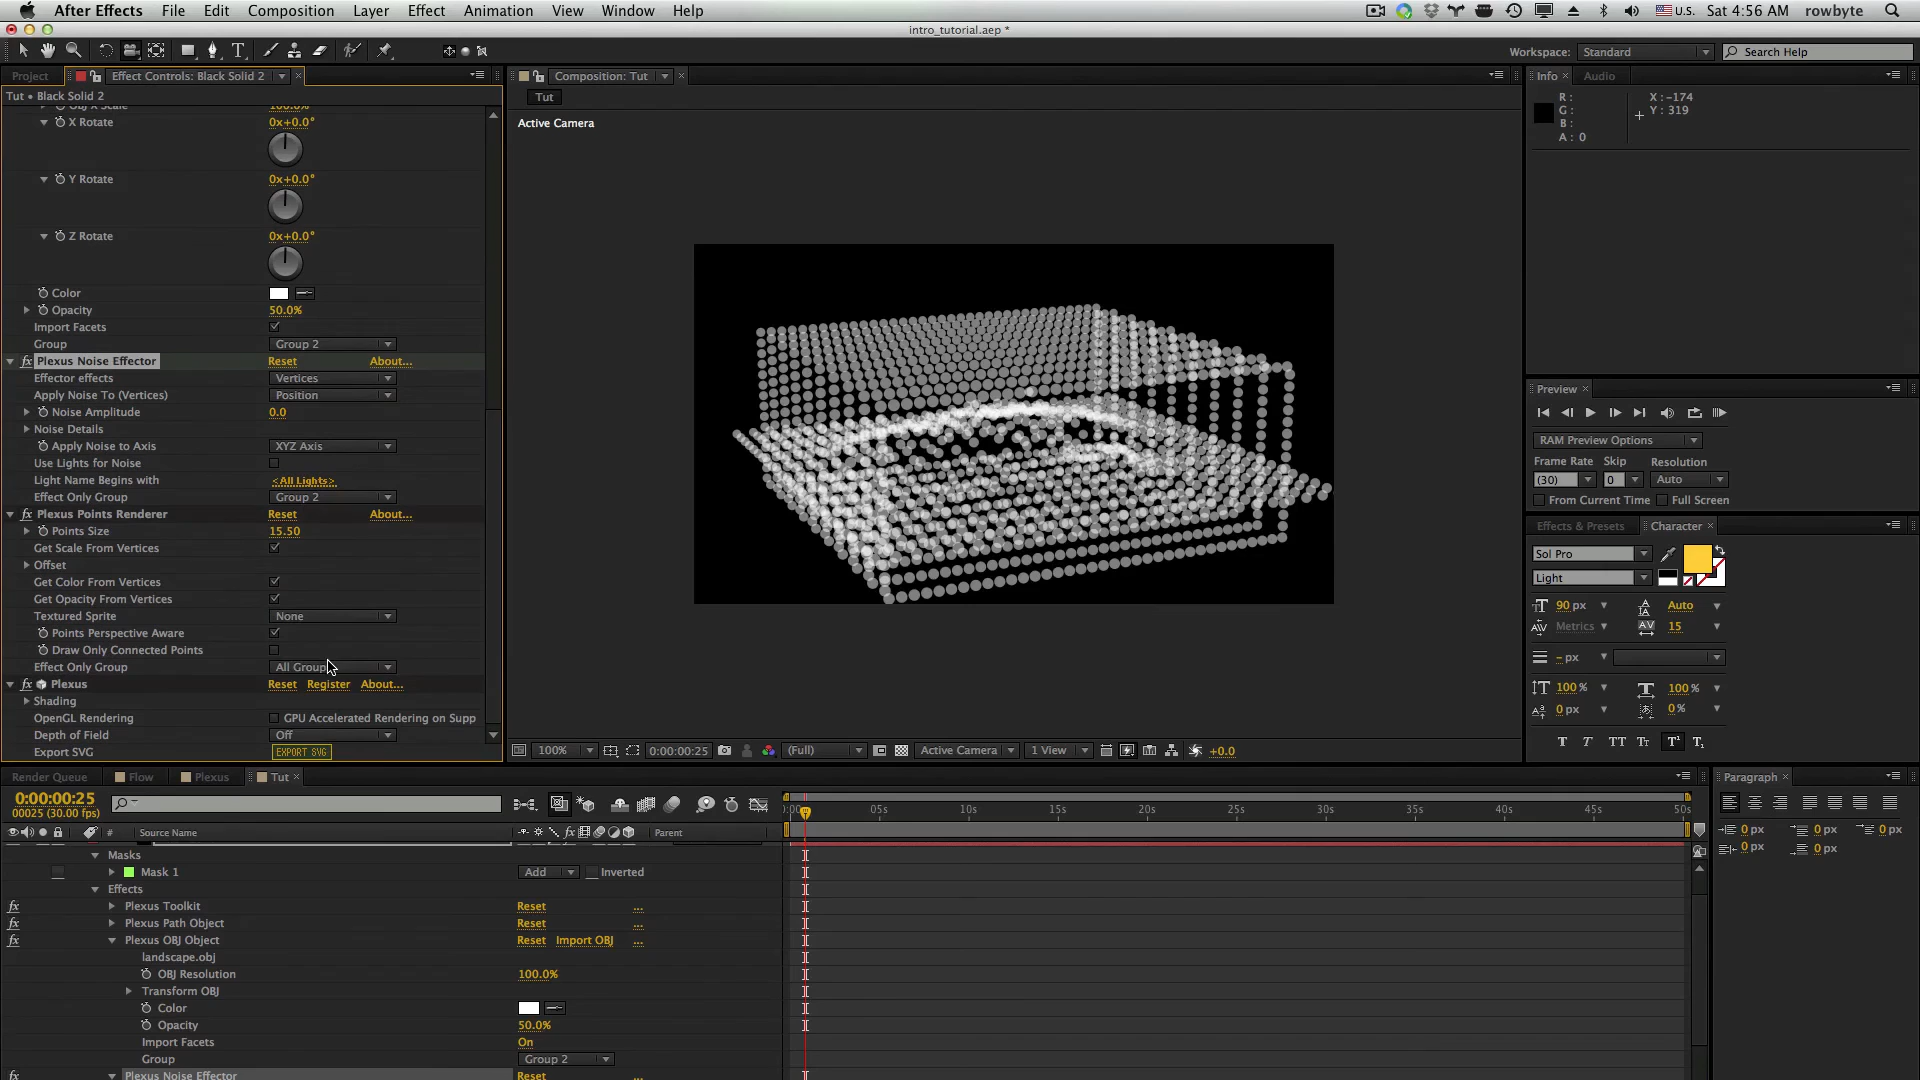 After Effects File Edit Composition Layer Effect Animation View Window Help U.S. Sat 4:56 AM rowbyte
intro_tutorial.aep *
Workspace: Standard Search Help
Project Effect Controls: Black Solid 2 Composition: Tut Info Audio
Tut • Black Solid 2
Tut
Active Camera
R: X: -174
G: Y: 319
B:
A: 0
Obj X Scale 100.0%
X Rotate 0x+0.0°
Y Rotate 0x+0.0°
Z Rotate 0x+0.0°
Color
Opacity 50.0%
Import Facets
Group Group 2
Plexus Noise Effector Reset About...
Effector effects Vertices
Apply Noise To (Vertices) Position
Noise Amplitude 0.0
Noise Details
Apply Noise to Axis XYZ Axis
Use Lights for Noise
Light Name Begins with <All Lights>
Effect Only Group Group 2
Plexus Points Renderer Reset About...
Points Size 15.50
Get Scale From Vertices
Offset
Get Color From Vertices
Get Opacity From Vertices
Textured Sprite None
Points Perspective Aware
Draw Only Connected Points
Effect Only Group All Group
Plexus Reset Register About...
Shading
OpenGL Rendering GPU Accelerated Rendering on Supp
Depth of Field Off
Export SVG EXPORT SVG
100% 0:00:00:25 (Full) Active Camera 1 View +0.0
Preview
RAM Preview Options
Frame Rate Skip Resolution
(30) 0 Auto
From Current Time Full Screen
Effects & Presets Character
Sol Pro
Light
90 px Auto
Metrics 15
- px
100% 100%
0 px 0%
T T TT Tt T¹ T₁
Render Queue Flow Plexus Tut Paragraph
0:00:00:25
00025 (30.00 fps)
05s 10s 15s 20s 25s 30s 35s 40s 45s 50s
# Source Name Parent
0 px 0 px 0 px
0 px 0 px
Masks
Mask 1 Add Inverted
Effects
Plexus Toolkit Reset ...
Plexus Path Object Reset ...
Plexus OBJ Object Reset Import OBJ ...
landscape.obj
OBJ Resolution 100.0%
Transform OBJ
Color
Opacity 50.0%
Import Facets On
Group Group 2
Plexus Noise Effector Reset ...